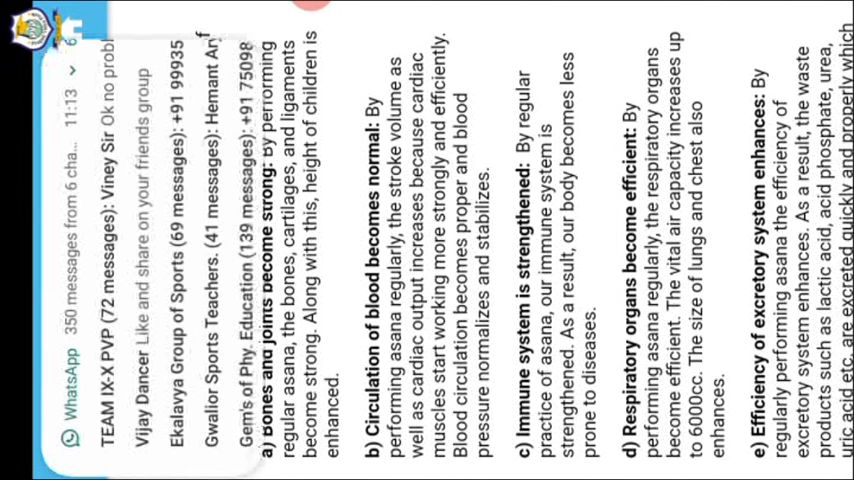 WhatsApp 350 messages from 6 cha... 11:13 6
TEAM IX-X PVP (72 messages): Viney Sir Ok no probl
Vijay Dancer Like and share on your friends group
Ekalavya Group of Sports (69 messages): +91 99935
Gwalior Sports Teachers. (41 messages): Hemant Ary
Gem's of Phy. Education (139 messages): +91 75098
a) Bones and joints become strong: By performing
regular asana, the bones, cartilages, and ligaments
become strong. Along with this, height of children is
enhanced.
b) Circulation of blood becomes normal: By
performing asana regularly, the stroke volume as
well as cardiac output increases because cardiac
muscles start working more strongly and efficiently.
Blood circulation becomes proper and blood
pressure normalizes and stabilizes.
c) Immune system is strengthened: By regular
practice of asana, our immune system is
strengthened. As a result, our body becomes less
prone to diseases.
d) Respiratory organs become efficient: By
performing asana regularly, the respiratory organs
become efficient. The vital air capacity increases up
to 6000cc. The size of lungs and chest also
enhances.
e) Efficiency of excretory system enhances: By
regularly performing asana the efficiency of
excretory system enhances. As a result, the waste
products such as lactic acid, acid phosphate, urea,
uric acid etc. are excreted quickly and properly which